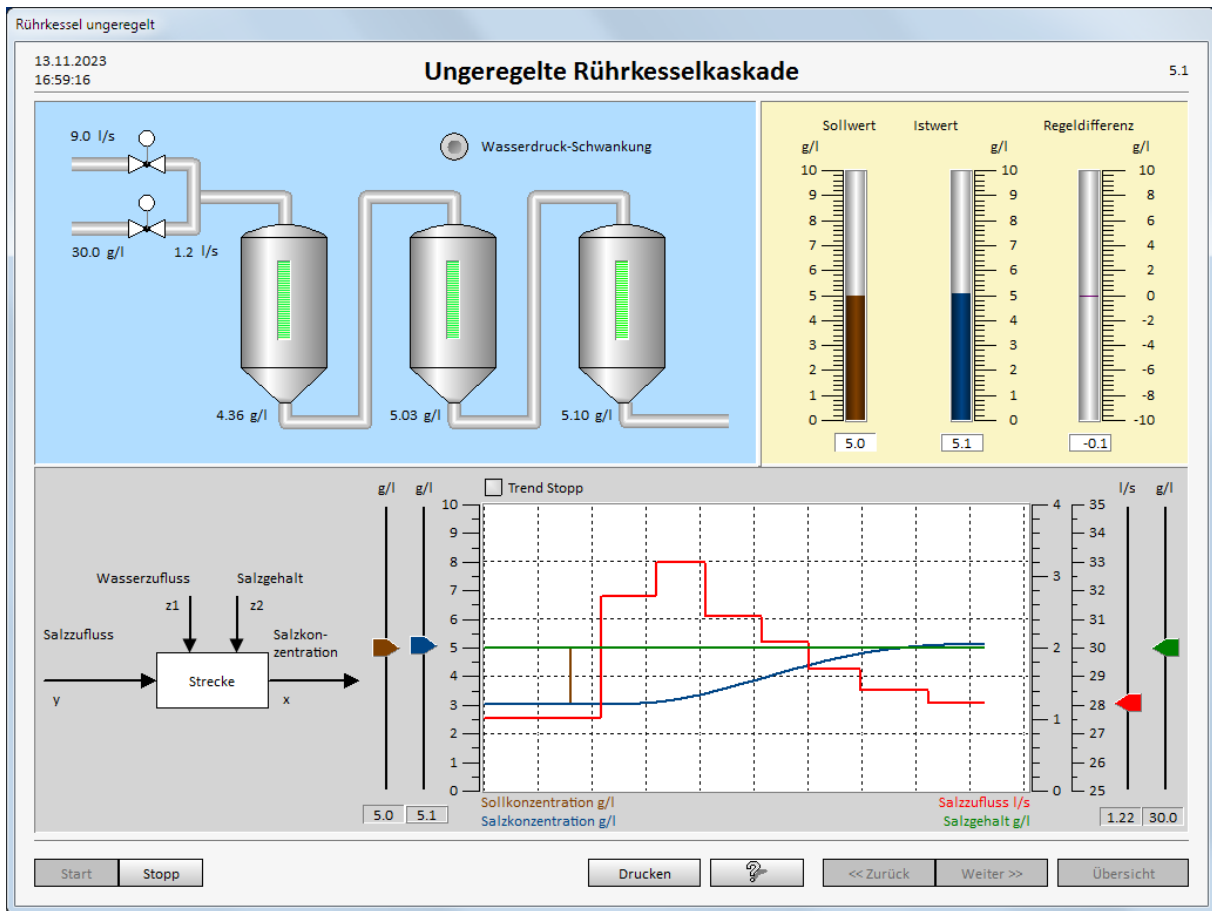 Rührkessel ungeregelt
13.11.2023
16:59:16
Ungeregelte Rührkesselkaskade
5.1
9.0 l/s
Wasserdruck-Schwankung
30.0 g/l
1.2 l/s
4.36 g/l
5.03 g/l
5.10 g/l
Sollwert
Istwert
Regeldifferenz
g/l
g/l
g/l
10
9
8
7
6
5
4
3
2
1
0
10
9
8
7
6
5
4
3
2
1
0
10
8
6
4
2
0
-2
-4
-6
-8
-10
5.0
5.1
-0.1
Wasserzufluss
Salzgehalt
z1
z2
Salzzufluss
Salzkon-
zentration
Strecke
y
x
g/l
g/l
5.0
5.1
Trend Stopp
10
9
8
7
6
5
4
3
2
1
0
4
3
2
1
0
35
34
33
32
31
30
29
28
27
26
25
l/s
g/l
Sollkonzentration g/l
Salzkonzentration g/l
Salzzufluss l/s
Salzgehalt g/l
1.22
30.0
Start
Stopp
Drucken
?
<< Zurück
Weiter >>
Übersicht